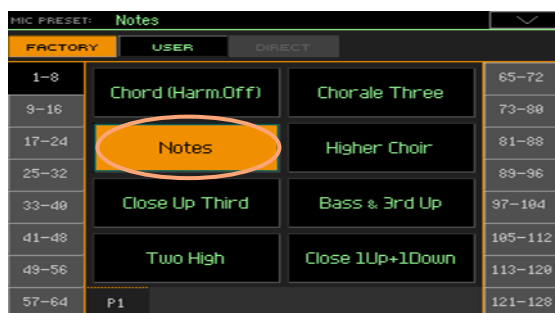 MIC PRESET: Notes
FACTORY USER DIRECT
1-8
9-16
17-24
25-32
33-40
41-48
49-56
57-64
Chord (Harm.Off) Chorale Three
Notes Higher Choir
Close Up Third Bass & 3rd Up
Two High Close 1Up+1Down
P1
65-72
73-80
81-88
89-96
97-104
105-112
113-120
121-128